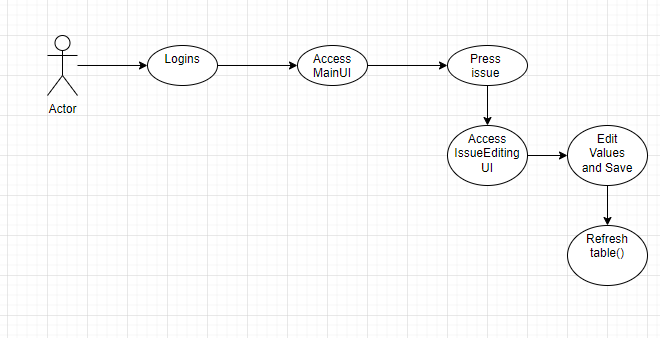 Actor
Logins
Access
MainUI
Press
issue
Access
IssueEditing
UI
Edit
Values
and Save
Refresh
table()